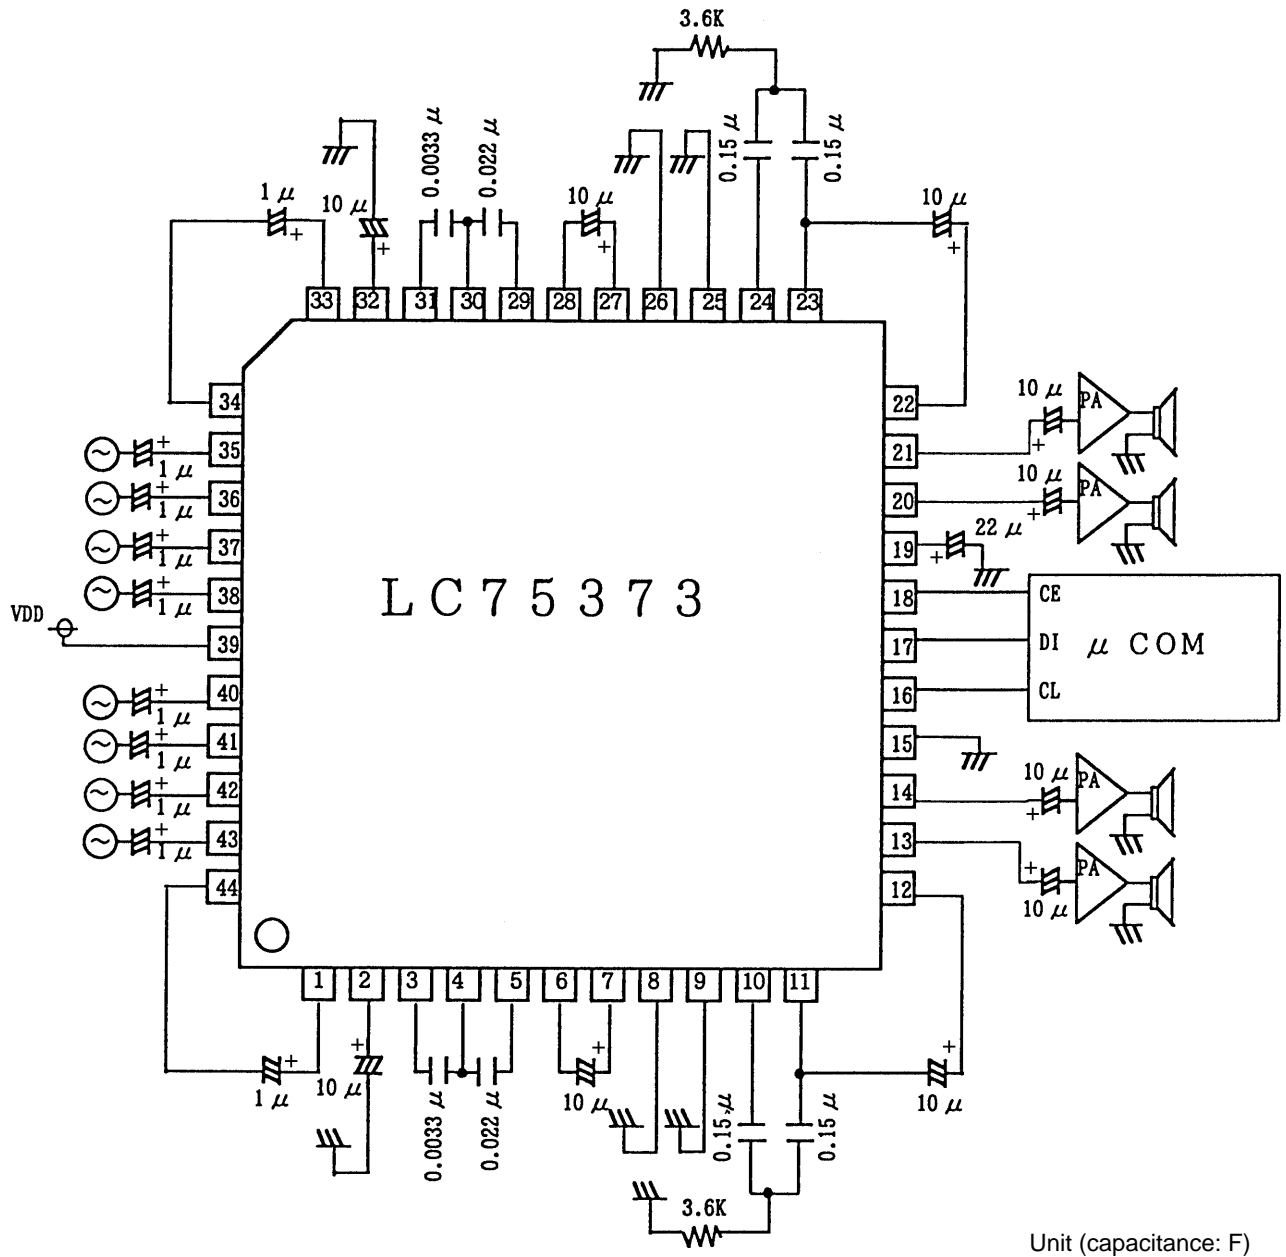 3.6K
0.0033 μ
0.022 μ
0.15 μ
0.15 μ
1 μ
10 μ
10 μ
10 μ
+
+
+
+
33
32
31
30
29
28
27
26
25
24
23
34
22
10 μ
PA
+
35
+
1 μ
21
10 μ
PA
+
36
+
1 μ
20
22 μ
+
37
+
1 μ
19
LC75373
38
+
1 μ
18
CE
VDD
39
17
DI
μ COM
40
+
1 μ
16
CL
41
+
1 μ
15
42
+
1 μ
14
10 μ
PA
+
43
+
1 μ
13
PA
+
10 μ
44
12
1
2
3
4
5
6
7
8
9
10
11
+
+
+
+
1 μ
10 μ
10 μ
10 μ
0.0033 μ
0.022 μ
0.15 μ
0.15 μ
3.6K
Unit (capacitance: F)